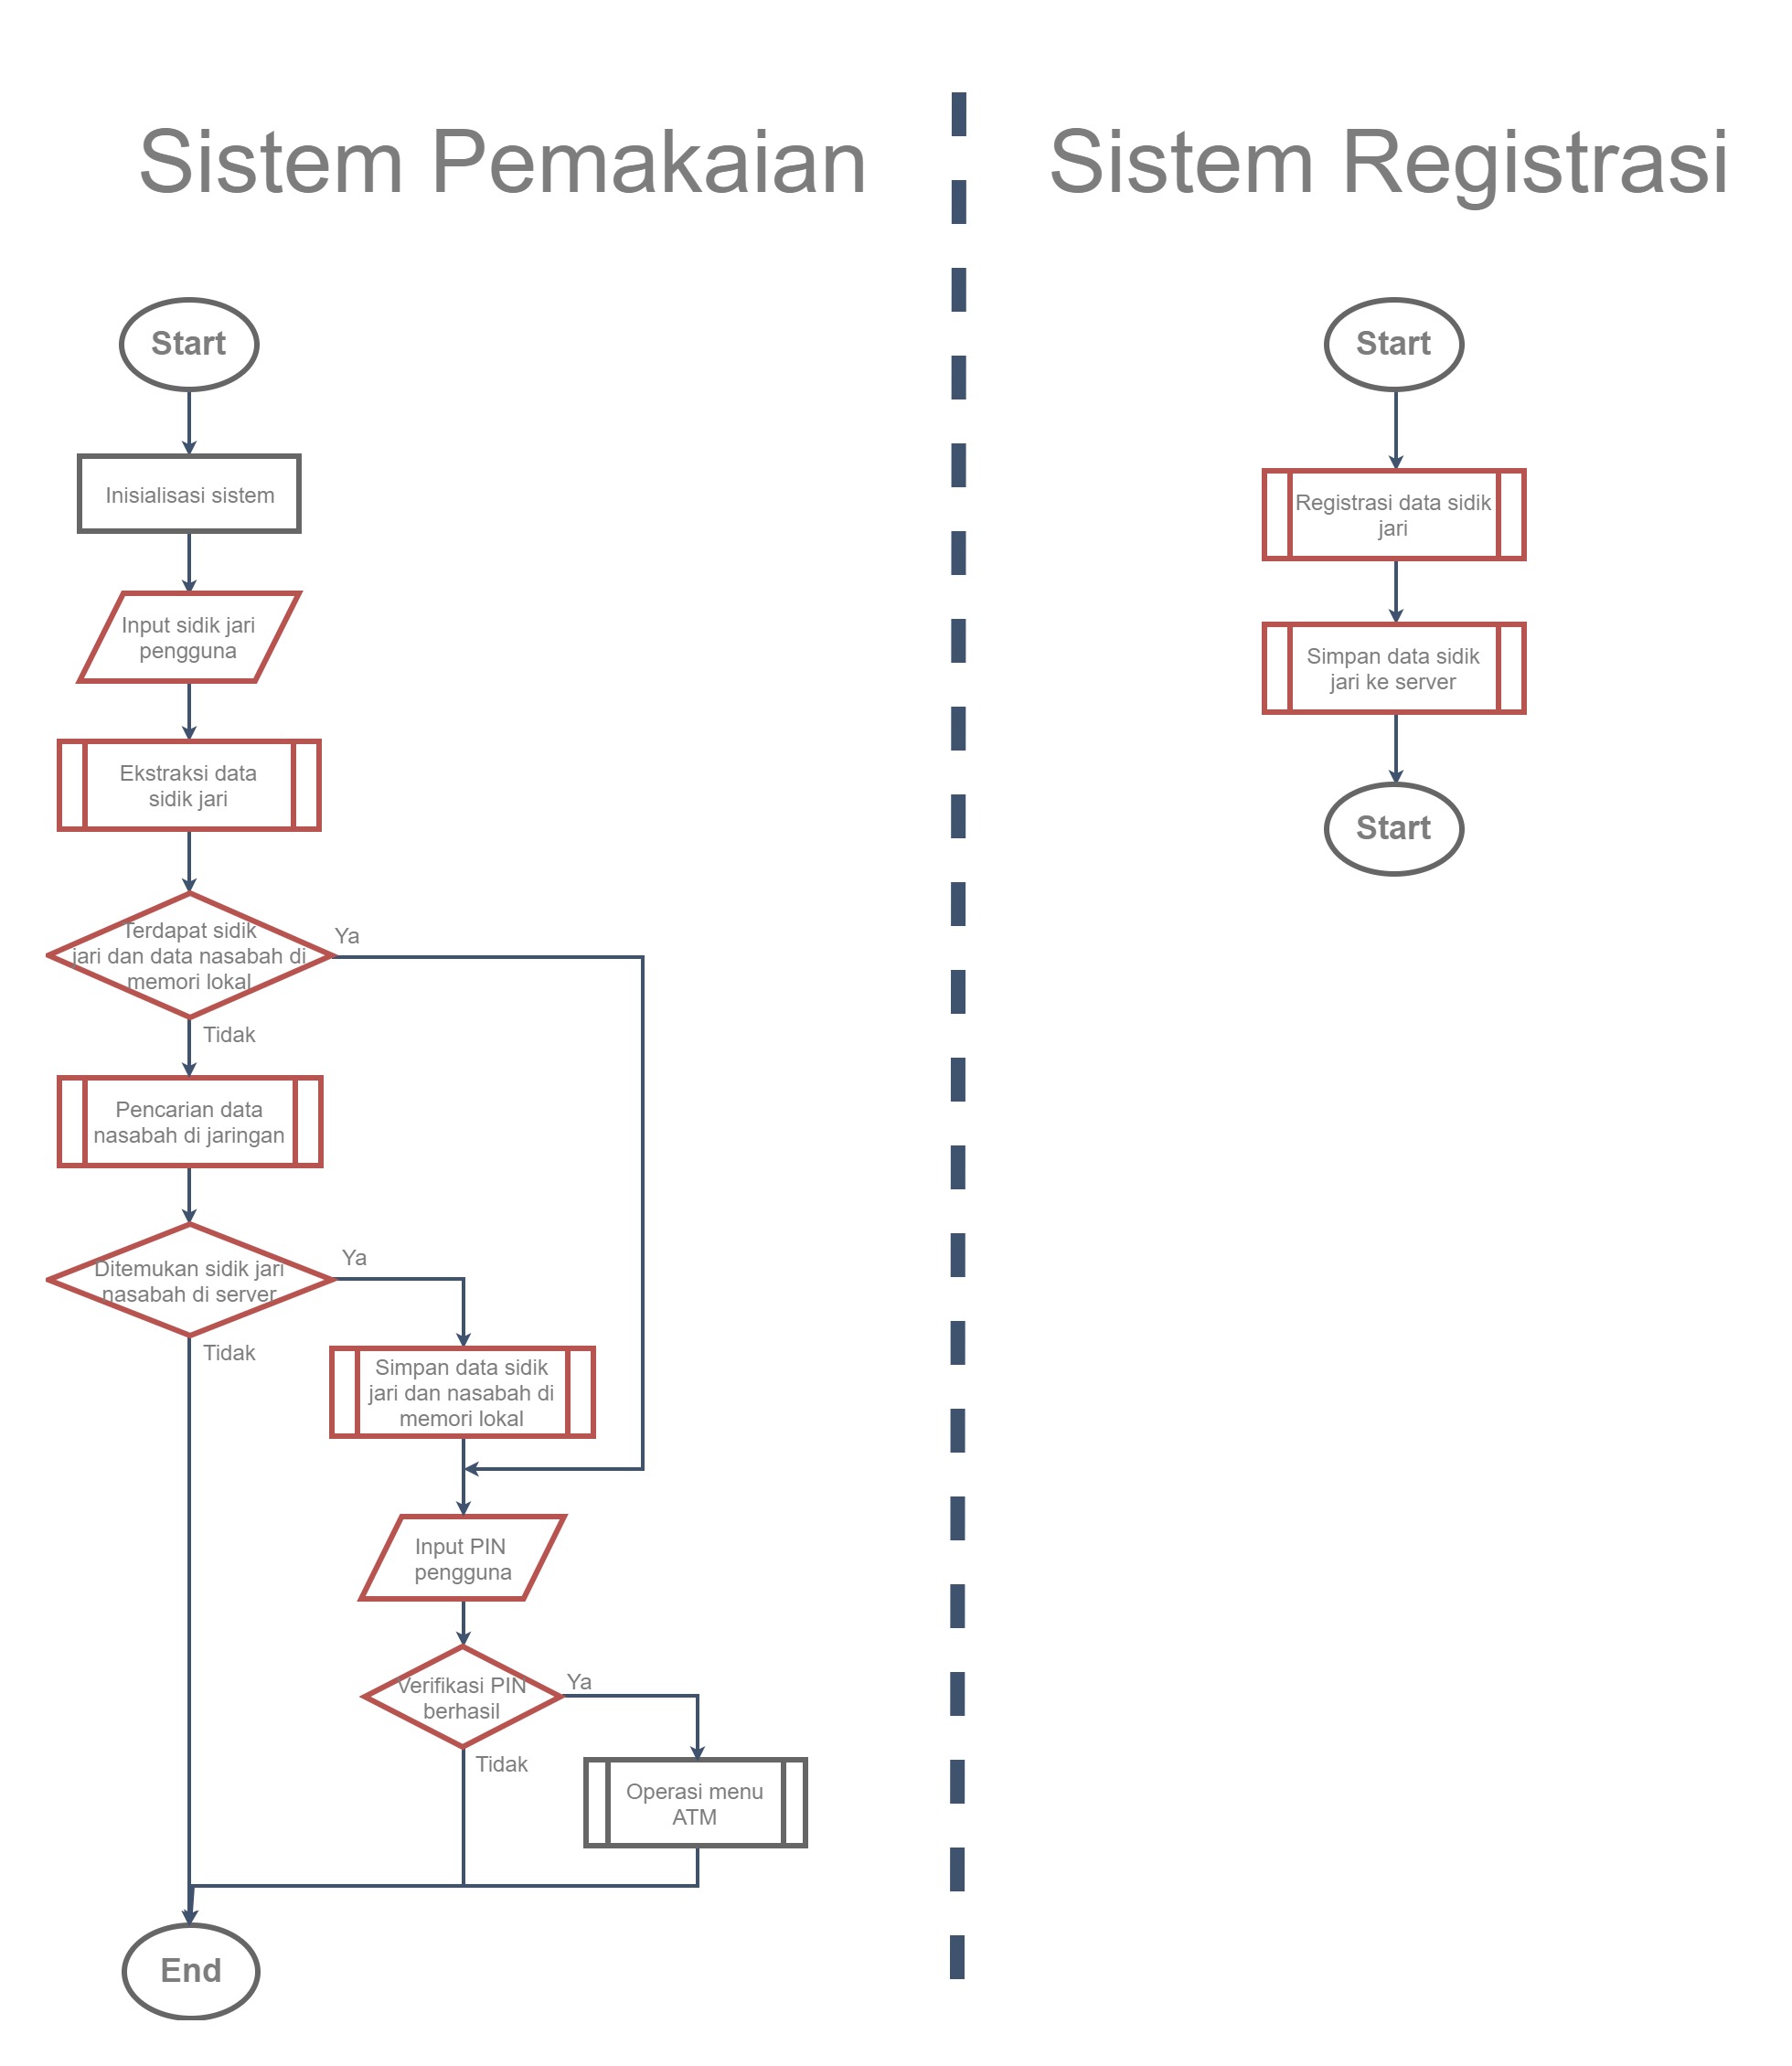 Sistem Pemakaian
Start
Inisialisasi sistem
Input sidik jari
pengguna
Ekstraksi data
sidik jari
Terdapat sidik
jari dan data nasabah di
memori lokal
Ya
Tidak
Pencarian data
nasabah di jaringan
Ditemukan sidik jari
nasabah di server
Ya
Tidak
Simpan data sidik
jari dan nasabah di
memori lokal
Input PIN
pengguna
Verifikasi PIN
berhasil
Ya
Tidak
Operasi menu
ATM
End
Sistem Registrasi
Start
Registrasi data sidik
jari
Simpan data sidik
jari ke server
Start